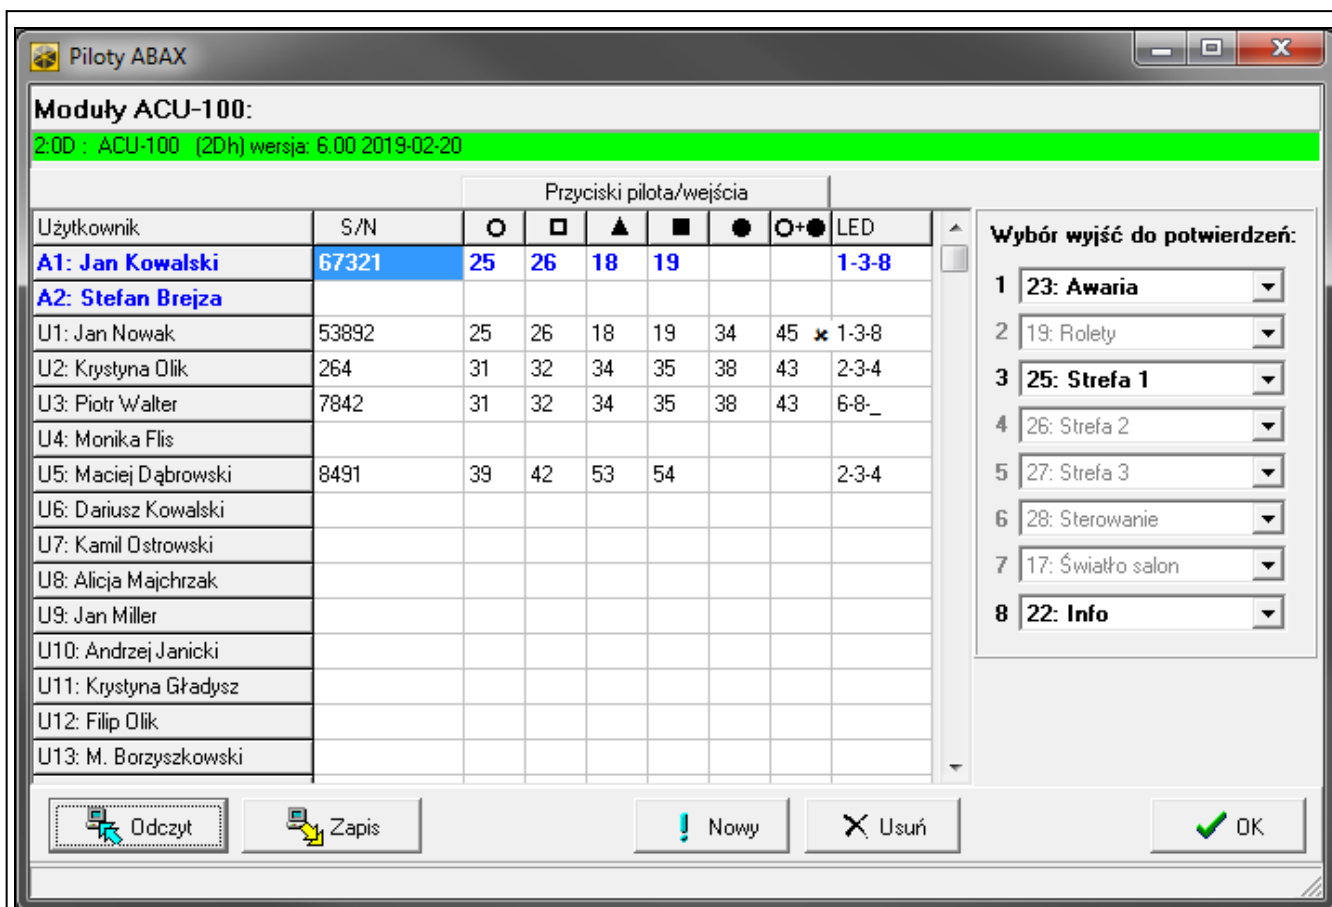 Piloty ABAX
Moduły ACU-100:
2:0D : ACU-100 (2Dh) wersja: 6.00 2019-02-20
Przyciski pilota/wejścia
Użytkownik S/N O+● LED
A1: Jan Kowalski 67321 25 26 18 19 1-3-8
A2: Stefan Brejza
U1: Jan Nowak 53892 25 26 18 19 34 45 x 1-3-8
U2: Krystyna Olik 264 31 32 34 35 38 43 2-3-4
U3: Piotr Walter 7842 31 32 34 35 38 43 6-8-_
U4: Monika Flis
U5: Maciej Dąbrowski 8491 39 42 53 54 2-3-4
U6: Dariusz Kowalski
U7: Kamil Ostrowski
U8: Alicja Majchrzak
U9: Jan Miller
U10: Andrzej Janicki
U11: Krystyna Gładysz
U12: Filip Olik
U13: M. Borzyszkowski
Wybór wyjść do potwierdzeń:
1 23: Awaria
2 19: Rolety
3 25: Strefa 1
4 26: Strefa 2
5 27: Strefa 3
6 28: Sterowanie
7 17: Światło salon
8 22: Info
Odczyt Zapis Nowy Usuń OK